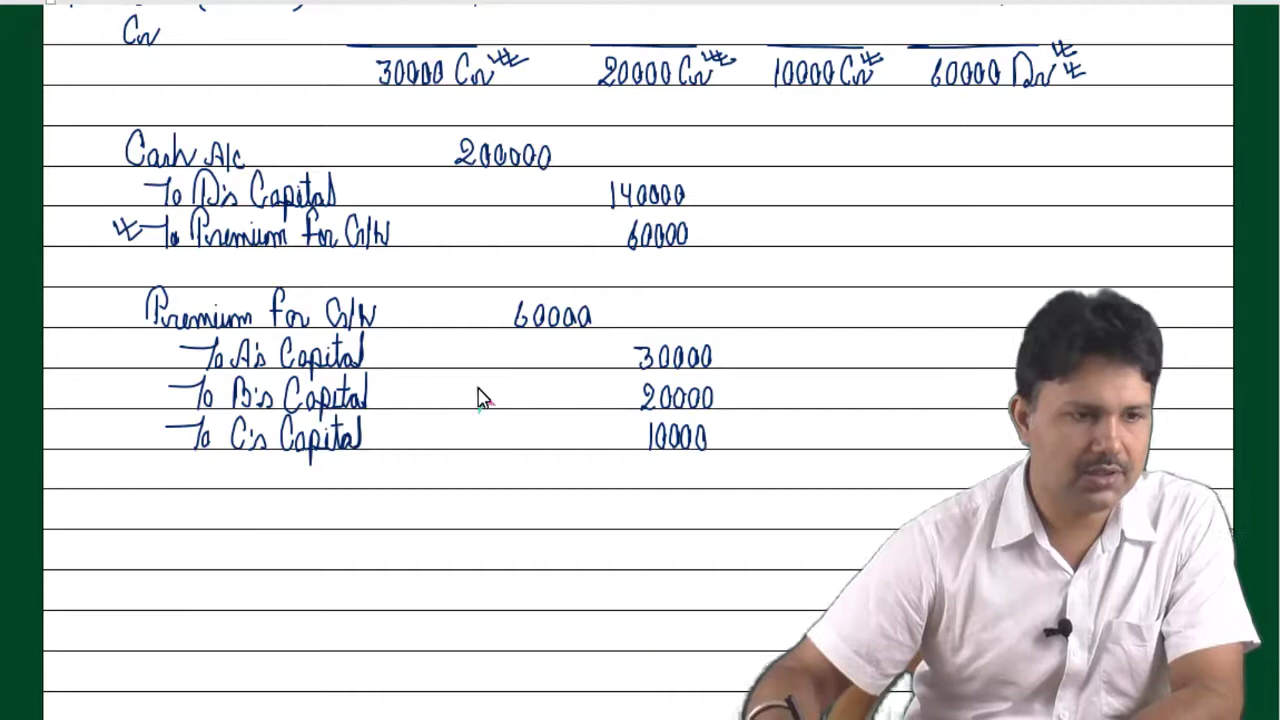 Cr
30000 Cr 20000 Cr 10000 Cr 60000 Dr
Cash A/c 200000
To D's Capital 140000
To Premium for G/W 60000
Premium for G/W 60000
To A's Capital 30000
To B's Capital 20000
To C's Capital 10000